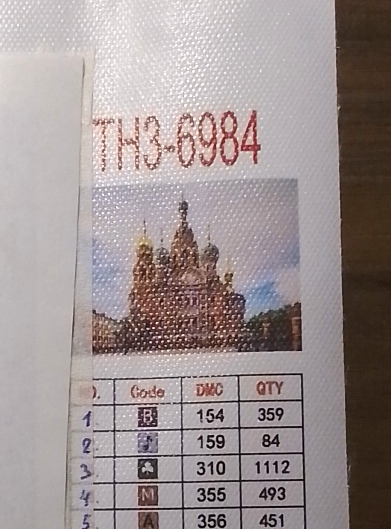 TH3-6984
Code DMC QTY
1 B 154 359
2 159 84
3 310 1112
4 M 355 493
5 A 356 451